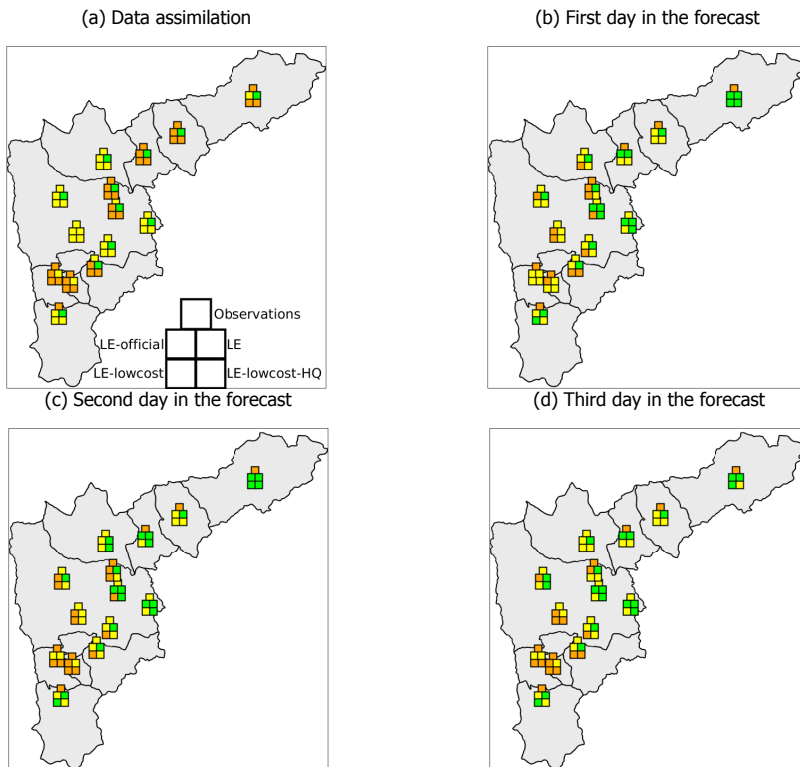 (a) Data assimilation
(b) First day in the forecast
Observations
LE-official
LE
LE-lowcost
LE-lowcost-HQ
(c) Second day in the forecast
(d) Third day in the forecast